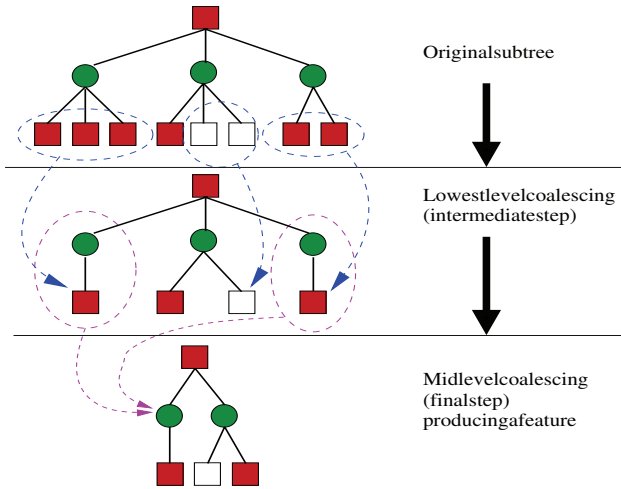 Originalsubtree
Lowestlevelcoalescing
(intermediatestep)
Midlevelcoalescing
(finalstep)
producingafeature